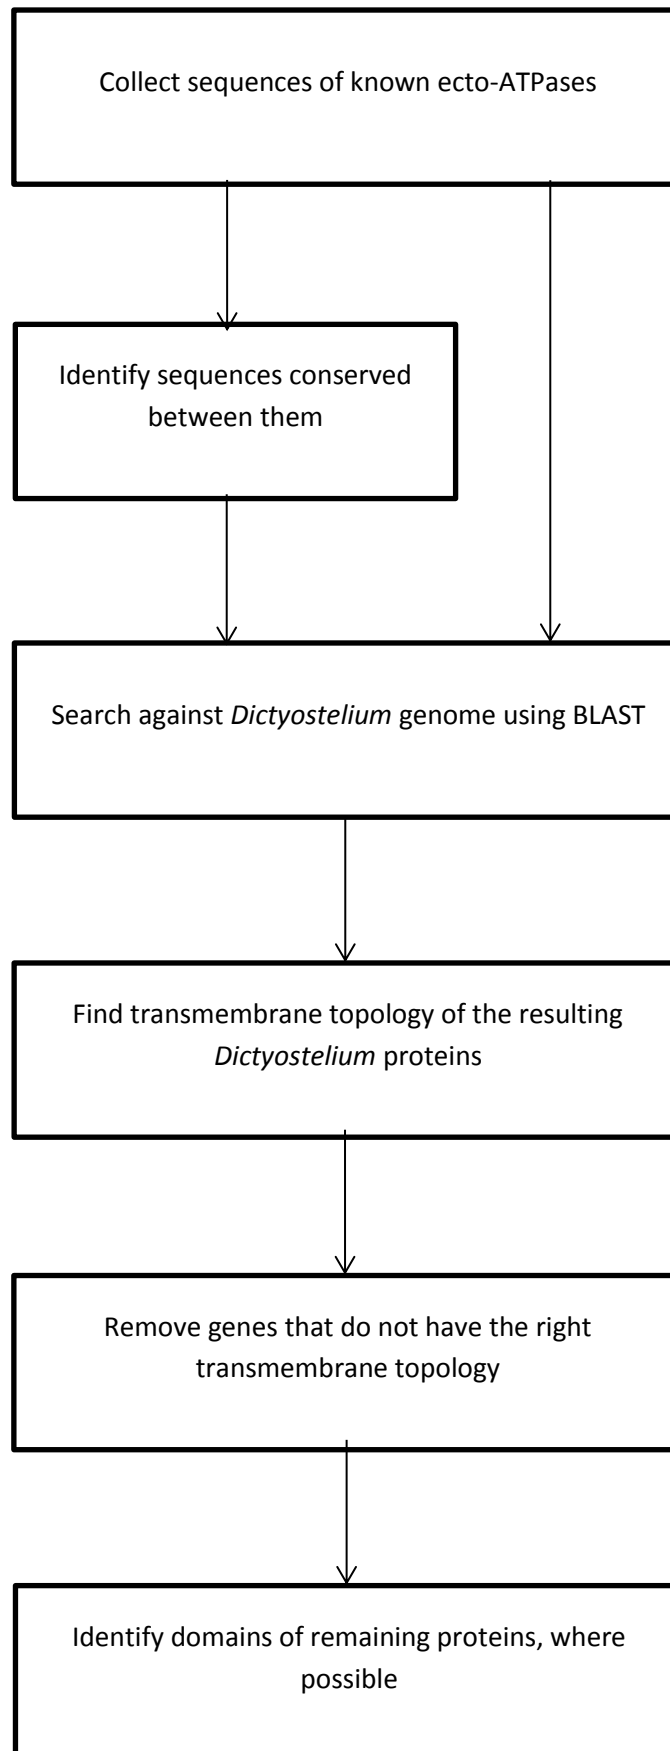 Collect sequences of known ecto-ATPases
Identify sequences conserved
between them
Search against Dictyostelium genome using BLAST
Find transmembrane topology of the resulting
Dictyostelium proteins
Remove genes that do not have the right
transmembrane topology
Identify domains of remaining proteins, where
possible